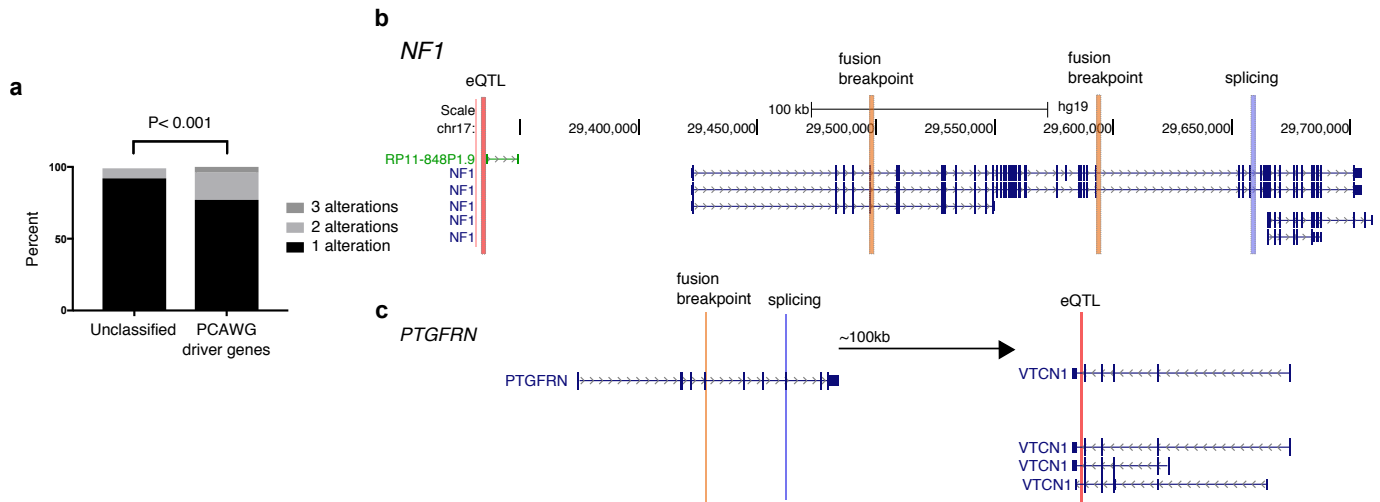 a
P< 0.001
100
50
0
Percent
Unclassified
PCAWG
driver genes
3 alterations
2 alterations
1 alteration
b
NF1
eQTL
fusion
breakpoint
fusion
breakpoint
splicing
Scale
100 kb
hg19
chr17:
29,400,000
29,450,000
29,500,000
29,550,000
29,600,000
29,650,000
29,700,000
RP11-848P1.9
NF1
NF1
NF1
NF1
NF1
c
PTGFRN
fusion
breakpoint
splicing
~100kb
eQTL
PTGFRN
VTCN1
VTCN1
VTCN1
VTCN1